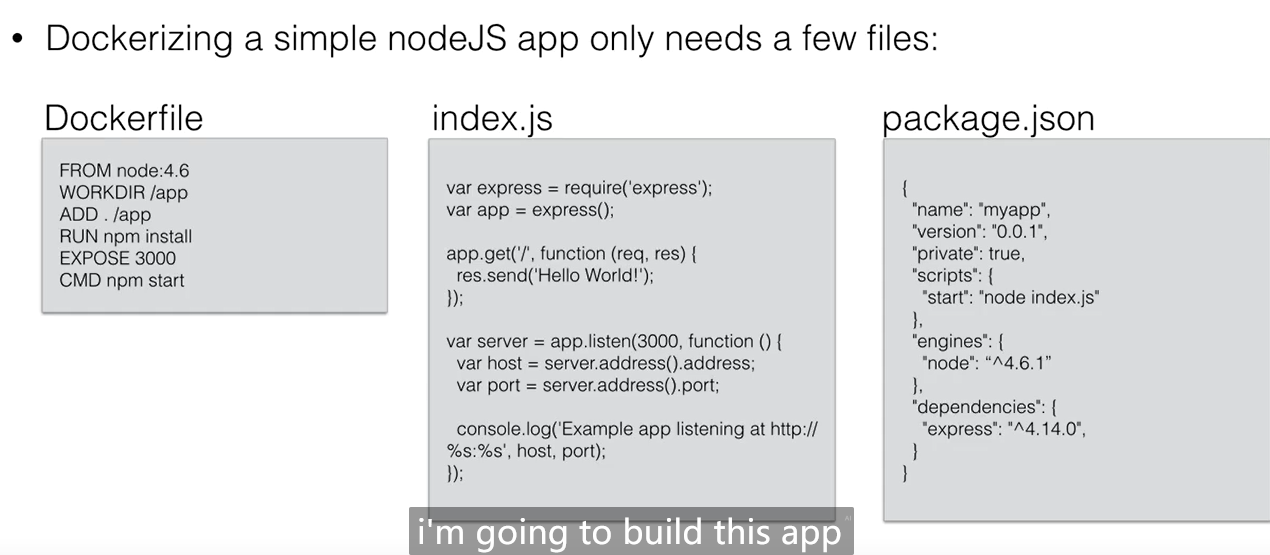 • Dockerizing a simple nodeJS app only needs a few files:
Dockerfile
FROM node:4.6
WORKDIR /app
ADD . /app
RUN npm install
EXPOSE 3000
CMD npm start
index.js
var express = require('express');
var app = express();
app.get('/', function (req, res) {
res.send('Hello World!');
});
var server = app.listen(3000, function () {
var host = server.address().address;
var port = server.address().port;
console.log('Example app listening at http://
%s:%s', host, port);
});
package.json
{
"name": "myapp",
"version": "0.0.1",
"private": true,
"scripts": {
"start": "node index.js"
},
"engines": {
"node": “^4.6.1”
},
"dependencies": {
"express": "^4.14.0",
}
}
i'm going to build this app
AI